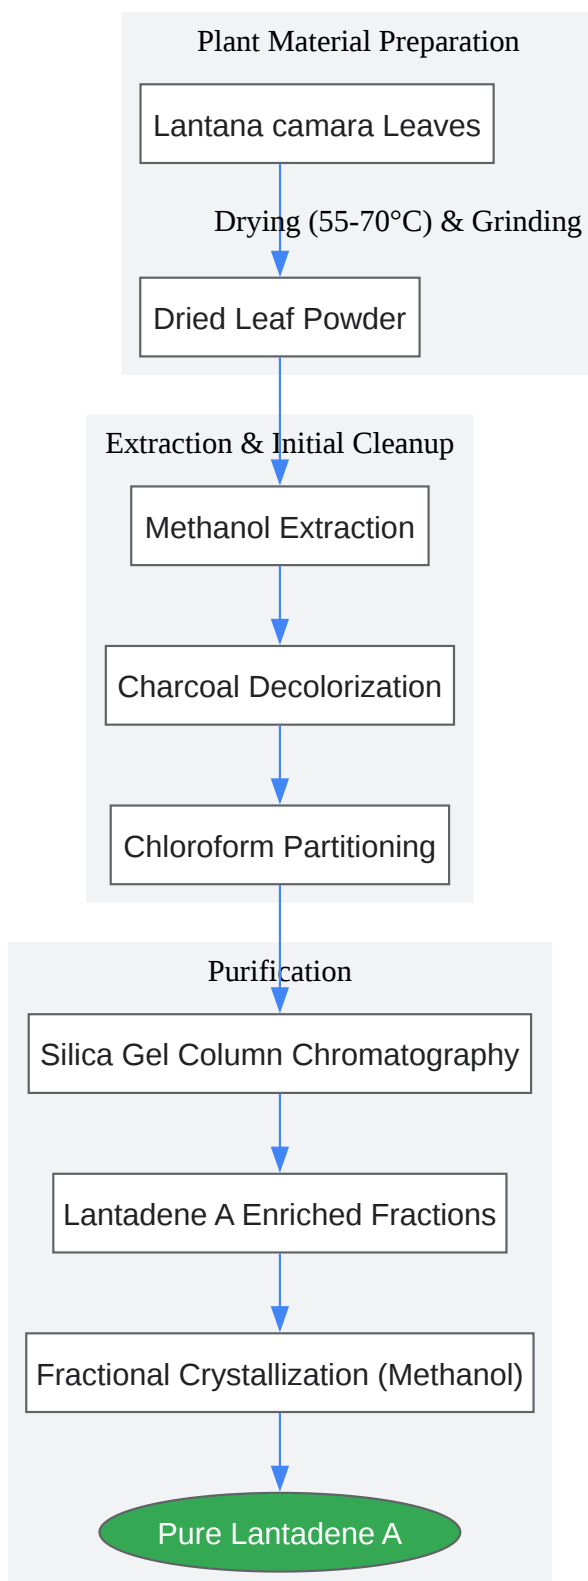 Plant Material Preparation
Lantana camara Leaves
Drying (55-70°C) & Grinding
Dried Leaf Powder
Extraction & Initial Cleanup
Methanol Extraction
Charcoal Decolorization
Chloroform Partitioning
Purification
Silica Gel Column Chromatography
Lantadene A Enriched Fractions
Fractional Crystallization (Methanol)
Pure Lantadene A